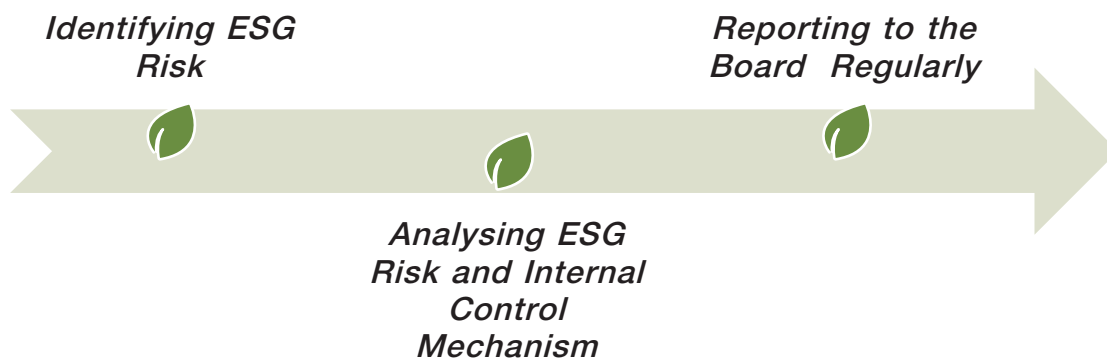 Identifying ESG
Risk
Analysing ESG
Risk and Internal
Control
Mechanism
Reporting to the
Board Regularly